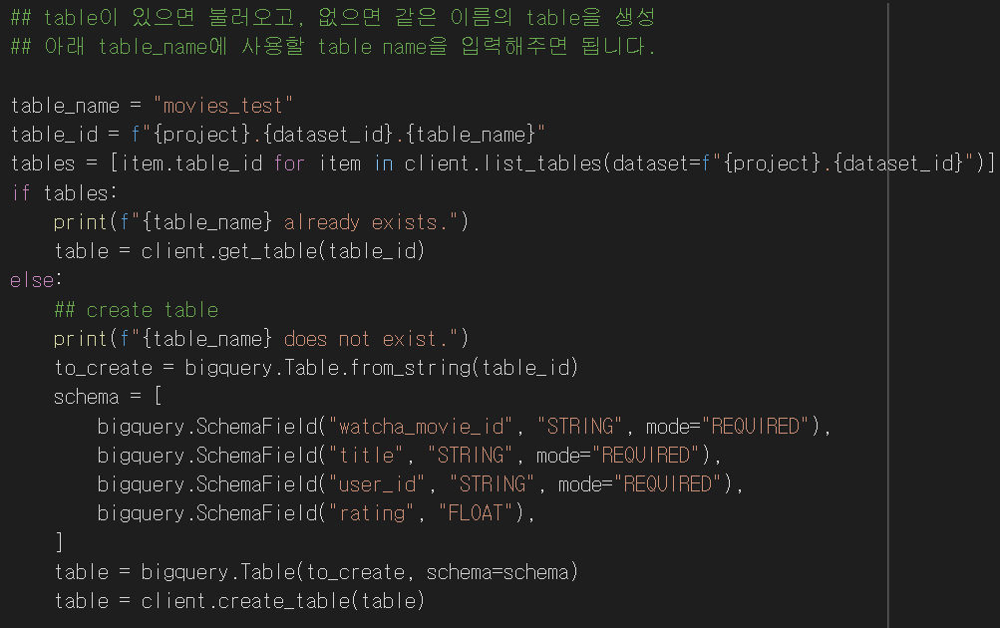 ## table이 있으면 불러오고, 없으면 같은 이름의 table을 생성
## 아래 table_name에 사용할 table name을 입력해주면 됩니다.

table_name = "movies_test"
table_id = f"{project}.{dataset_id}.{table_name}"
tables = [item.table_id for item in client.list_tables(dataset=f"{project}.{dataset_id}")]
if tables:
    print(f"{table_name} already exists.")
    table = client.get_table(table_id)
else:
    ## create table
    print(f"{table_name} does not exist.")
    to_create = bigquery.Table.from_string(table_id)
    schema = [
        bigquery.SchemaField("watcha_movie_id", "STRING", mode="REQUIRED"),
        bigquery.SchemaField("title", "STRING", mode="REQUIRED"),
        bigquery.SchemaField("user_id", "STRING", mode="REQUIRED"),
        bigquery.SchemaField("rating", "FLOAT"),
    ]
    table = bigquery.Table(to_create, schema=schema)
    table = client.create_table(table)